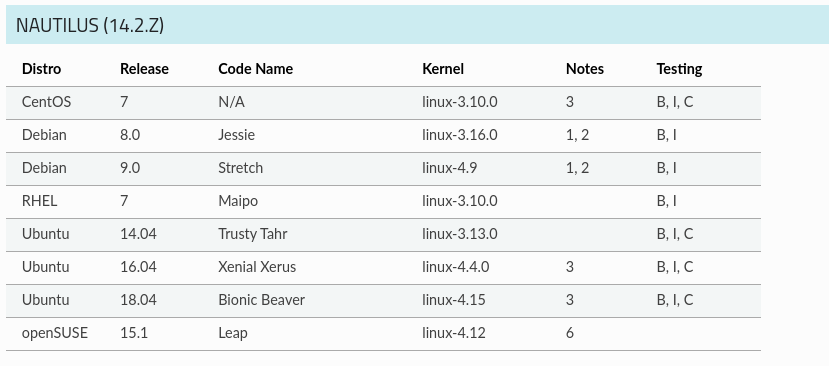 NAUTILUS (14.2.Z)
Distro Release Code Name Kernel Notes Testing
CentOS 7 N/A linux-3.10.0 3 B, I, C
Debian 8.0 Jessie linux-3.16.0 1, 2 B, I
Debian 9.0 Stretch linux-4.9 1, 2 B, I
RHEL 7 Maipo linux-3.10.0 B, I
Ubuntu 14.04 Trusty Tahr linux-3.13.0 B, I, C
Ubuntu 16.04 Xenial Xerus linux-4.4.0 3 B, I, C
Ubuntu 18.04 Bionic Beaver linux-4.15 3 B, I, C
openSUSE 15.1 Leap linux-4.12 6